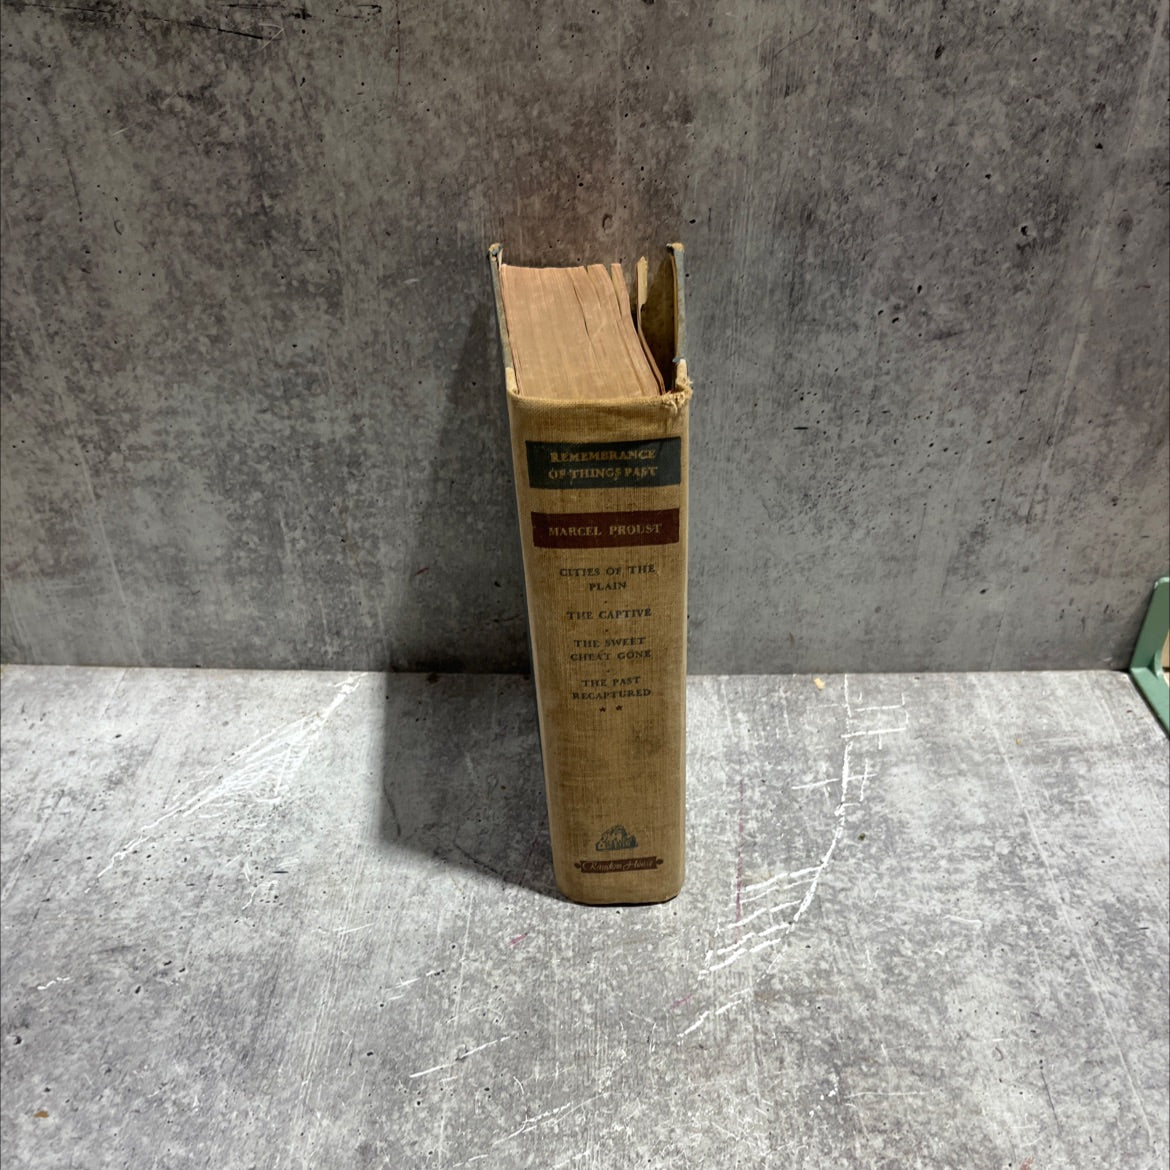 REMEMBRANCE
OF THINGS PAST
MARCEL PROUST
CITIES OF THE
PLAIN
THE CAPTIVE
THE SWEET
CHEAT GONE
THE PAST
RECAPTURED
Random House